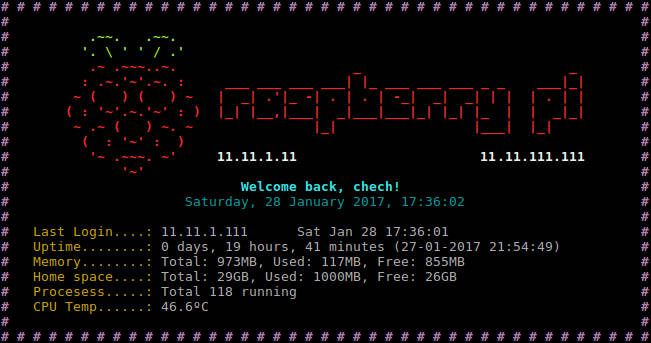 raspberry pi
11.11.1.11 11.11.111.111
Welcome back, chech!
Saturday, 28 January 2017, 17:36:02
Last Login....: 11.11.1.111 Sat Jan 28 17:36:01
Uptime........: 0 days, 19 hours, 41 minutes (27-01-2017 21:54:49)
Memory........: Total: 973MB, Used: 117MB, Free: 855MB
Home space....: Total: 29GB, Used: 1000MB, Free: 26GB
Procesess.....: Total 118 running
CPU Temp......: 46.6ºC